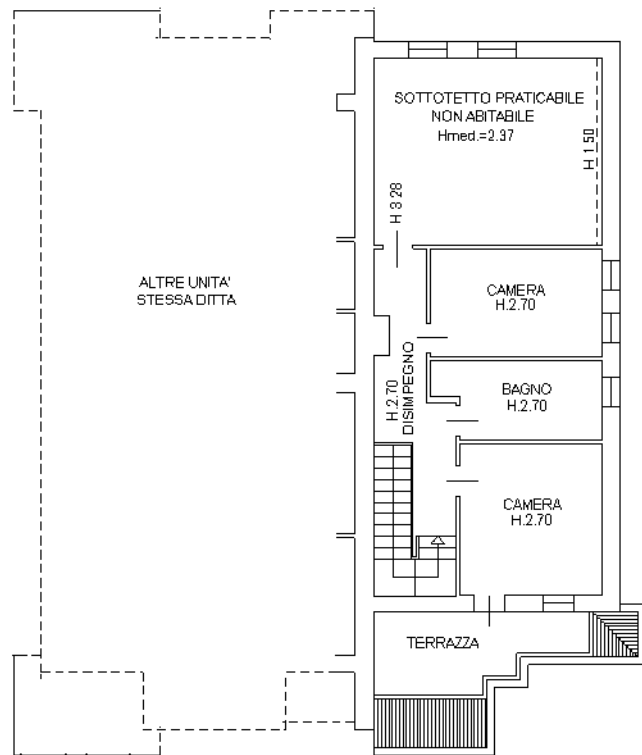 SOTTOTETTO PRATICABILE
NON ABITABILE
Hmed.=2.37
H 1.50
H 3.28
ALTRE UNITA'
STESSA DITTA
CAMERA
H.2.70
H.2.70
DISIMPEGNO
BAGNO
H.2.70
CAMERA
H.2.70
TERRAZZA